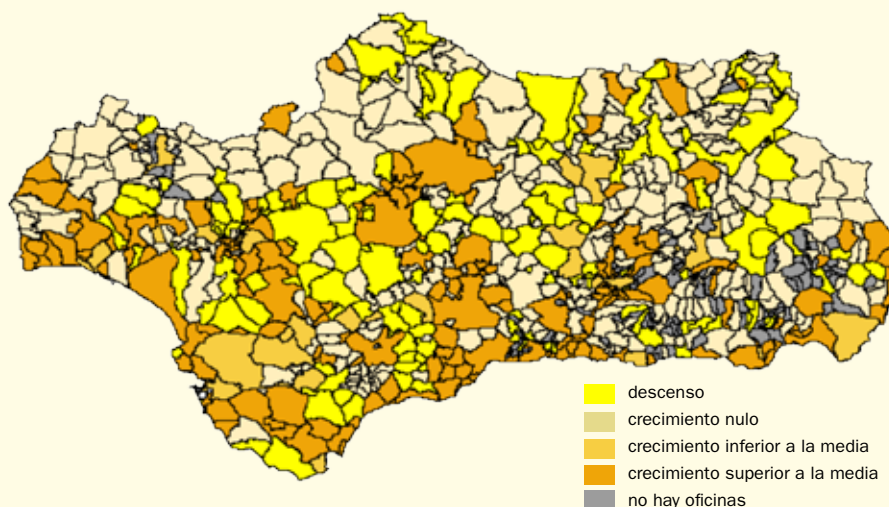 descenso
crecimiento nulo
crecimiento inferior a la media
crecimiento superior a la media
no hay oficinas